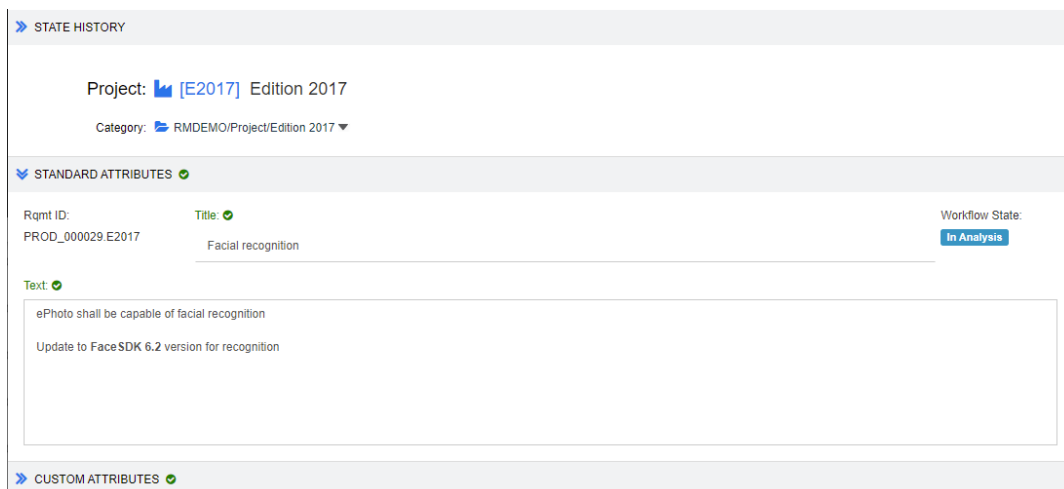 STATE HISTORY
Project: [E2017] Edition 2017
Category: RMDEMO/Project/Edition 2017
STANDARD ATTRIBUTES
Rqmt ID: Title: Workflow State:
PROD_000029.E2017 Facial recognition In Analysis
Text:
ePhoto shall be capable of facial recognition
Update to FaceSDK 6.2 version for recognition
CUSTOM ATTRIBUTES